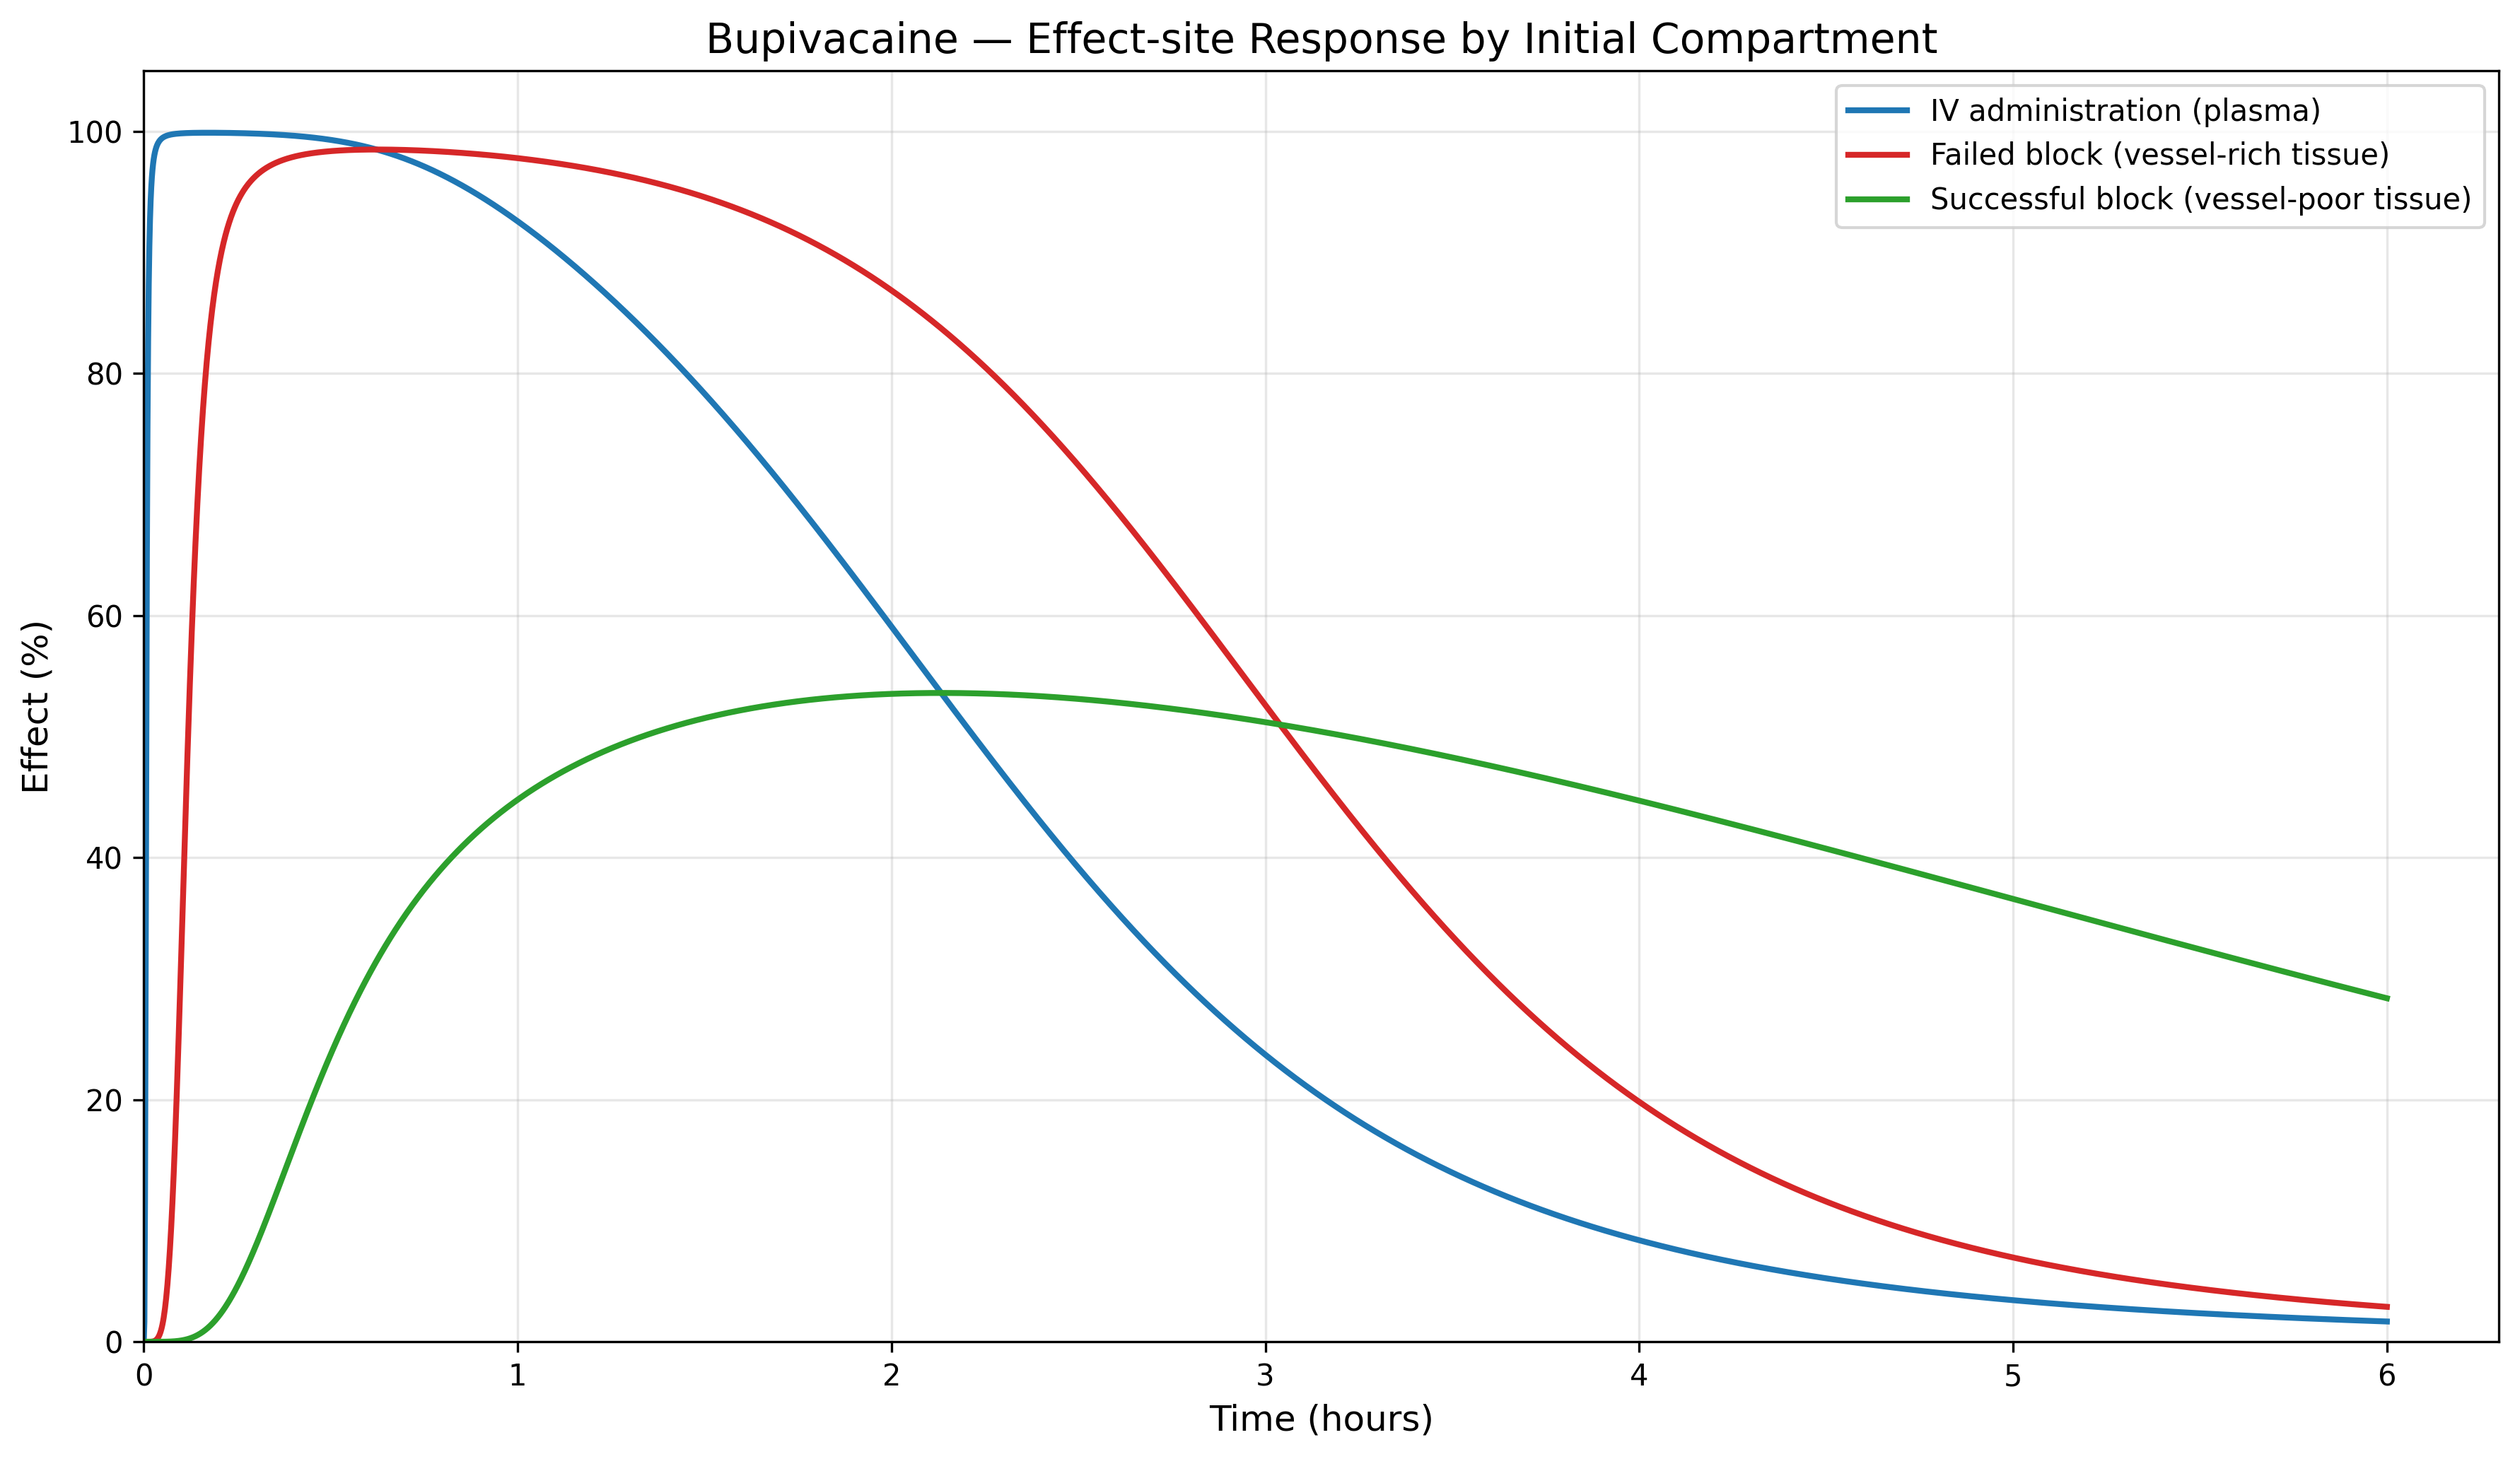 Bupivacaine — Effect-site Response by Initial Compartment
IV administration (plasma)
Failed block (vessel-rich tissue)
Successful block (vessel-poor tissue)
Effect (%)
100
80
60
40
20
0
0 1 2 3 4 5 6
Time (hours)